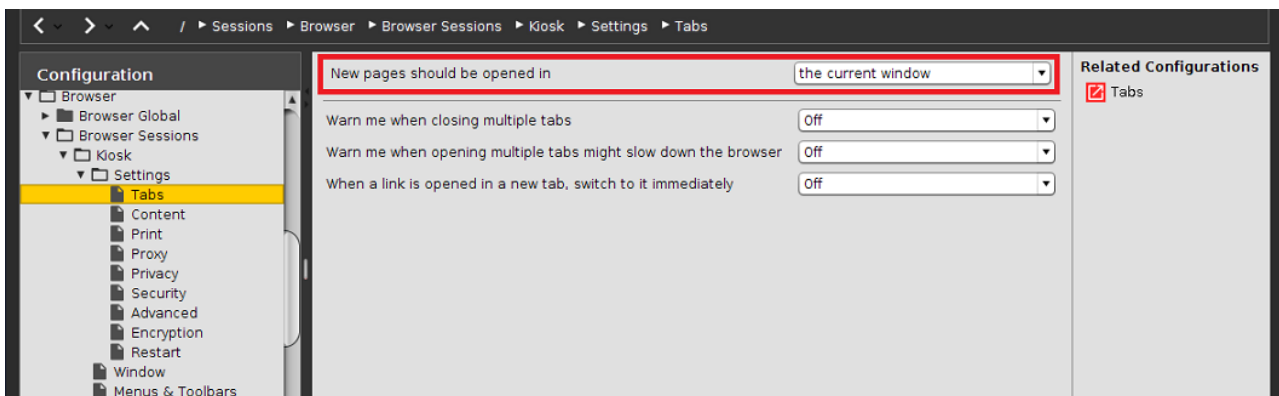 / Sessions Browser Browser Sessions Kiosk Settings Tabs
Configuration
Browser
Browser Global
Browser Sessions
Kiosk
Settings
Tabs
Content
Print
Proxy
Privacy
Security
Advanced
Encryption
Restart
Window
Menus & Toolbars
New pages should be opened in the current window
Warn me when closing multiple tabs Off
Warn me when opening multiple tabs might slow down the browser Off
When a link is opened in a new tab, switch to it immediately Off
Related Configurations
Tabs